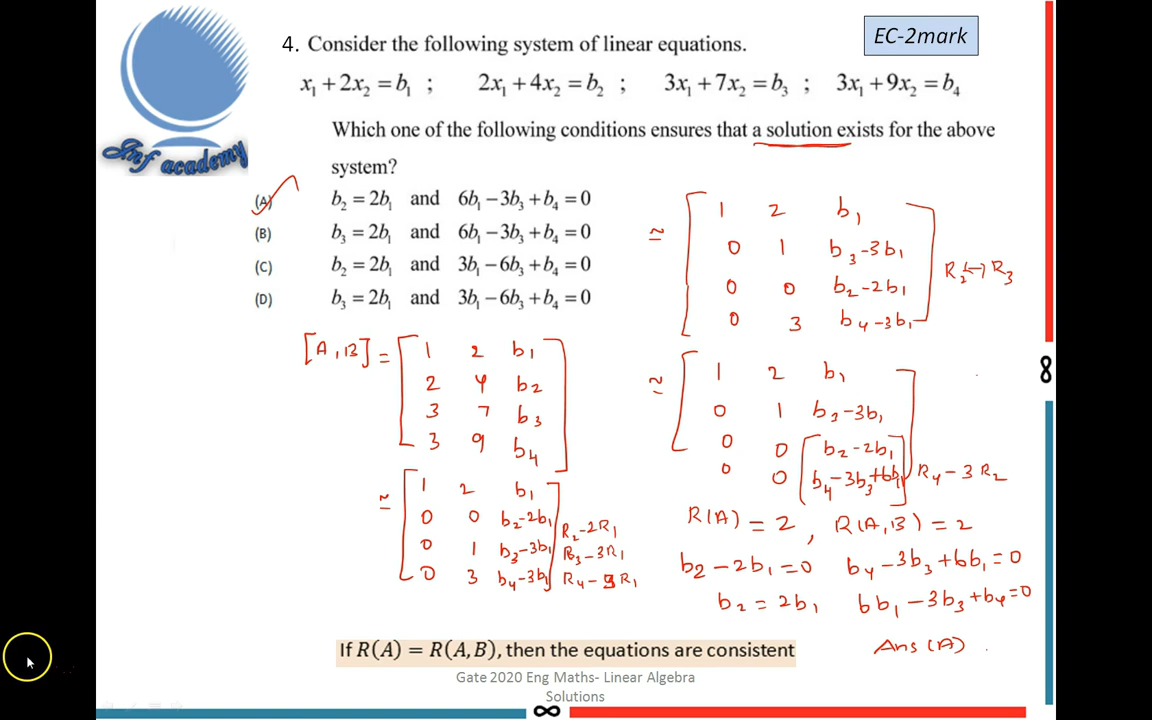 Inf academy
EC-2mark
4. Consider the following system of linear equations.
x₁ + 2x₂ = b₁ ; 2x₁ + 4x₂ = b₂ ; 3x₁ + 7x₂ = b₃ ; 3x₁ + 9x₂ = b₄
Which one of the following conditions ensures that a solution exists for the above
system?
(A) b₂ = 2b₁ and 6b₁ − 3b₃ + b₄ = 0
(B) b₃ = 2b₁ and 6b₁ − 3b₃ + b₄ = 0
(C) b₂ = 2b₁ and 3b₁ − 6b₃ + b₄ = 0
(D) b₃ = 2b₁ and 3b₁ − 6b₃ + b₄ = 0
[A, B] =
1 2 b₁
2 4 b₂
3 7 b₃
3 9 b₄
≃
1 2 b₁
0 0 b₂-2b₁ R₂-2R₁
0 1 b₃-3b₁ R₃-3R₁
0 3 b₄-3b₁ R₄-3R₁
≃
1 2 b₁
0 1 b₃-3b₁
0 0 b₂-2b₁
0 3 b₄-3b₁
R₂↔R₃
≃
1 2 b₁
0 1 b₃-3b₁
0 0 b₂-2b₁
0 0 b₄-3b₃+6b₁ R₄-3R₂
R(A) = 2, R(A,B) = 2
b₂-2b₁=0 b₄-3b₃+6b₁=0
b₂=2b₁ 6b₁-3b₃+b₄=0
Ans (A)
If R(A) = R(A, B), then the equations are consistent
Gate 2020 Eng Maths- Linear Algebra
Solutions
8
∞